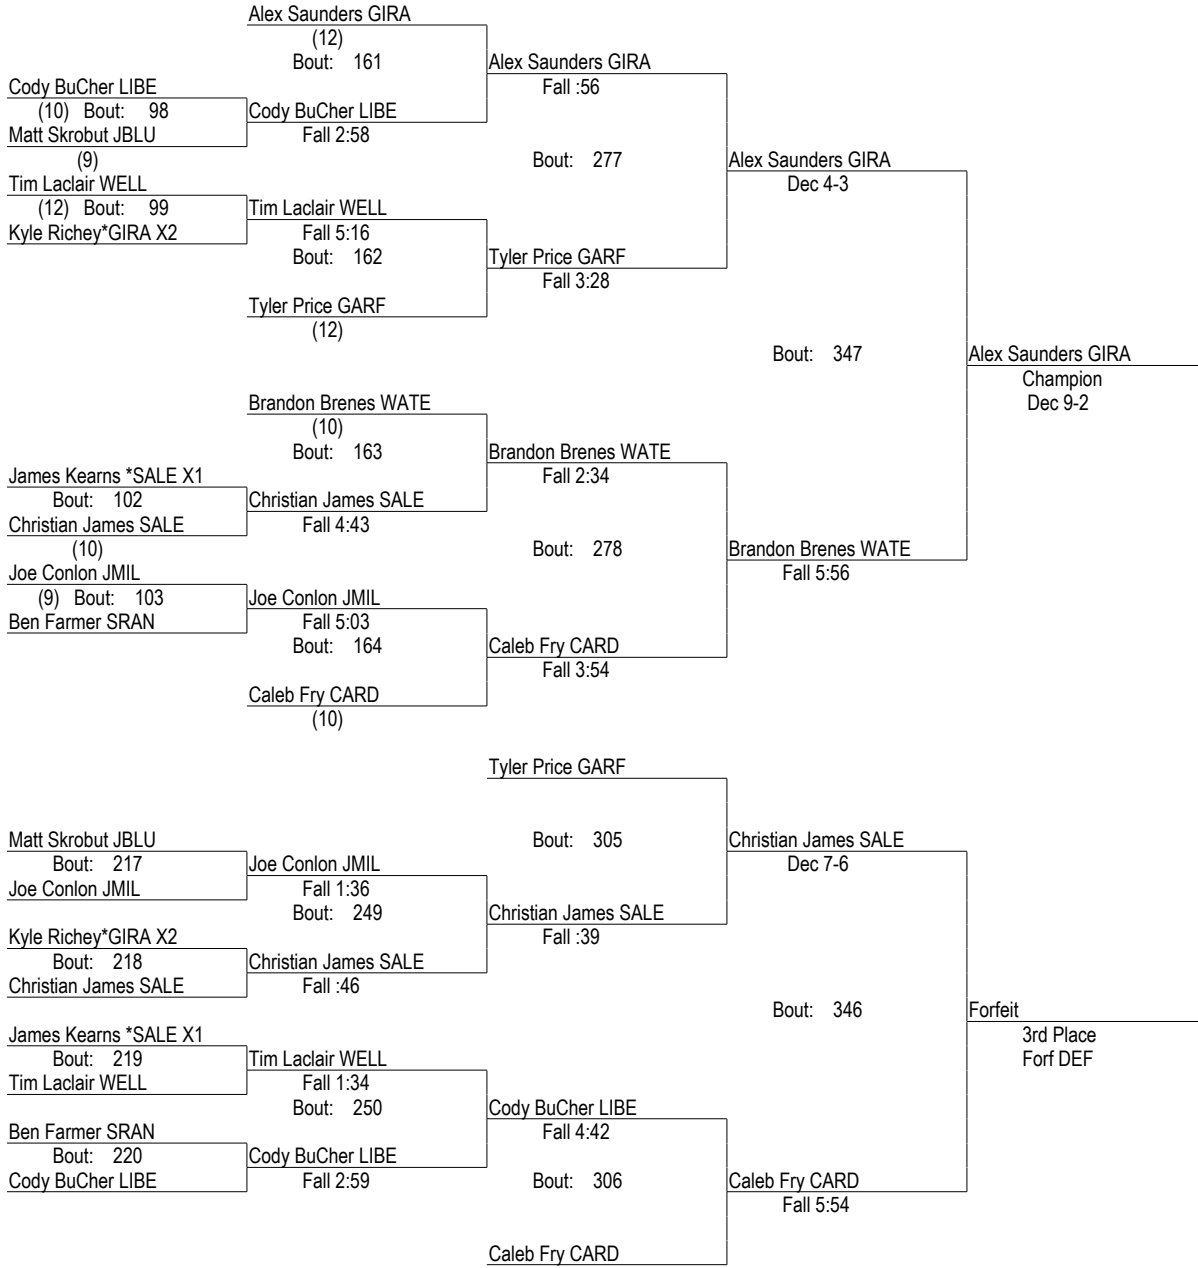 Alex Saunders GIRA
(12)
Bout: 161
Alex Saunders GIRA
Cody BuCher LIBE
Fall :56
(10) Bout: 98
Cody BuCher LIBE
Matt Skrobut JBLU
Fall 2:58
(9)
Bout: 277
Alex Saunders GIRA
Tim Laclair WELL
Dec 4-3
(12) Bout: 99
Tim Laclair WELL
Kyle Richey*GIRA X2
Fall 5:16
Bout: 162
Tyler Price GARF
Fall 3:28
Tyler Price GARF
(12)
Bout: 347
Alex Saunders GIRA
Champion
Dec 9-2
Brandon Brenes WATE
(10)
Bout: 163
Brandon Brenes WATE
James Kearns *SALE X1
Fall 2:34
Bout: 102
Christian James SALE
Christian James SALE
Fall 4:43
(10)
Bout: 278
Brandon Brenes WATE
Joe Conlon JMIL
Fall 5:56
(9) Bout: 103
Joe Conlon JMIL
Ben Farmer SRAN
Fall 5:03
Bout: 164
Caleb Fry CARD
Fall 3:54
Caleb Fry CARD
(10)
Tyler Price GARF
Matt Skrobut JBLU
Bout: 305
Christian James SALE
Bout: 217
Joe Conlon JMIL
Dec 7-6
Joe Conlon JMIL
Fall 1:36
Bout: 249
Christian James SALE
Kyle Richey*GIRA X2
Fall :39
Bout: 218
Christian James SALE
Christian James SALE
Fall :46
Bout: 346
Forfeit
James Kearns *SALE X1
3rd Place
Bout: 219
Tim Laclair WELL
Forf DEF
Tim Laclair WELL
Fall 1:34
Bout: 250
Cody BuCher LIBE
Ben Farmer SRAN
Fall 4:42
Bout: 220
Cody BuCher LIBE
Cody BuCher LIBE
Fall 2:59
Bout: 306
Caleb Fry CARD
Fall 5:54
Caleb Fry CARD